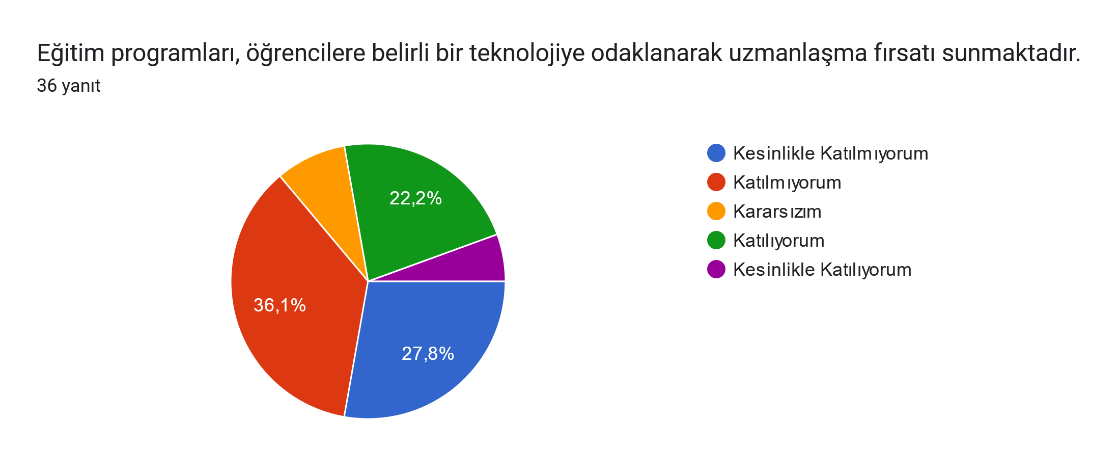 Eğitim programları, öğrencilere belirli bir teknolojiye odaklanarak uzmanlaşma fırsatı sunmaktadır.
36 yanıt
22,2%
36,1%
27,8%
Kesinlikle Katılmıyorum
Katılmıyorum
Kararsızım
Katılıyorum
Kesinlikle Katılıyorum